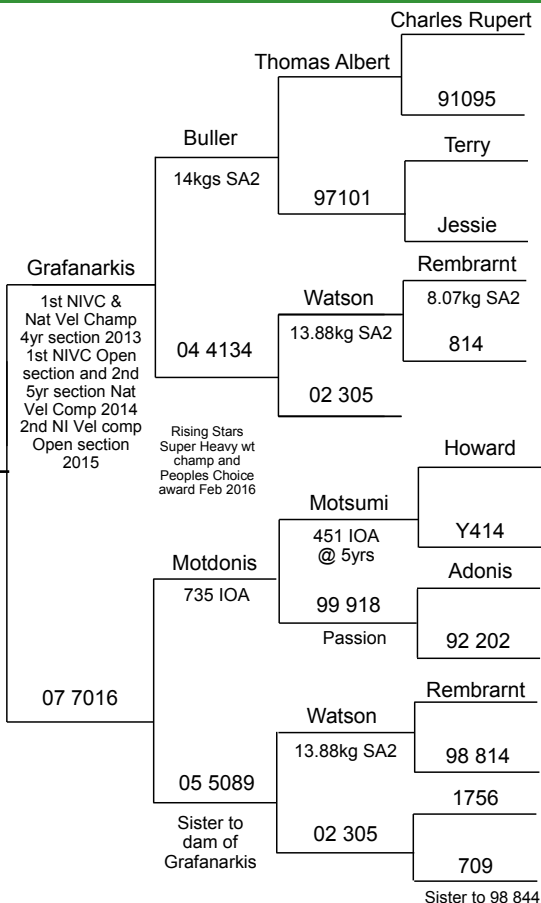 Charles Rupert
Thomas Albert
91095
Buller
Terry
14kgs SA2
97101
Jessie
Grafanarkis
Rembrarnt
1st NIVC &
Nat Vel Champ
4yr section 2013
1st NIVC Open
section and 2nd
5yr section Nat
Vel Comp 2014
2nd NI Vel comp
Open section
2015
Watson
8.07kg SA2
13.88kg SA2
814
04 4134
02 305
Rising Stars
Super Heavy wt
champ and
Peoples Choice
award Feb 2016
Howard
Motsumi
451 IOA
@ 5yrs
Y414
Motdonis
Adonis
735 IOA
99 918
Passion
92 202
07 7016
Rembrarnt
Watson
13.88kg SA2
98 814
05 5089
1756
Sister to
dam of
Grafanarkis
02 305
709
Sister to 98 844